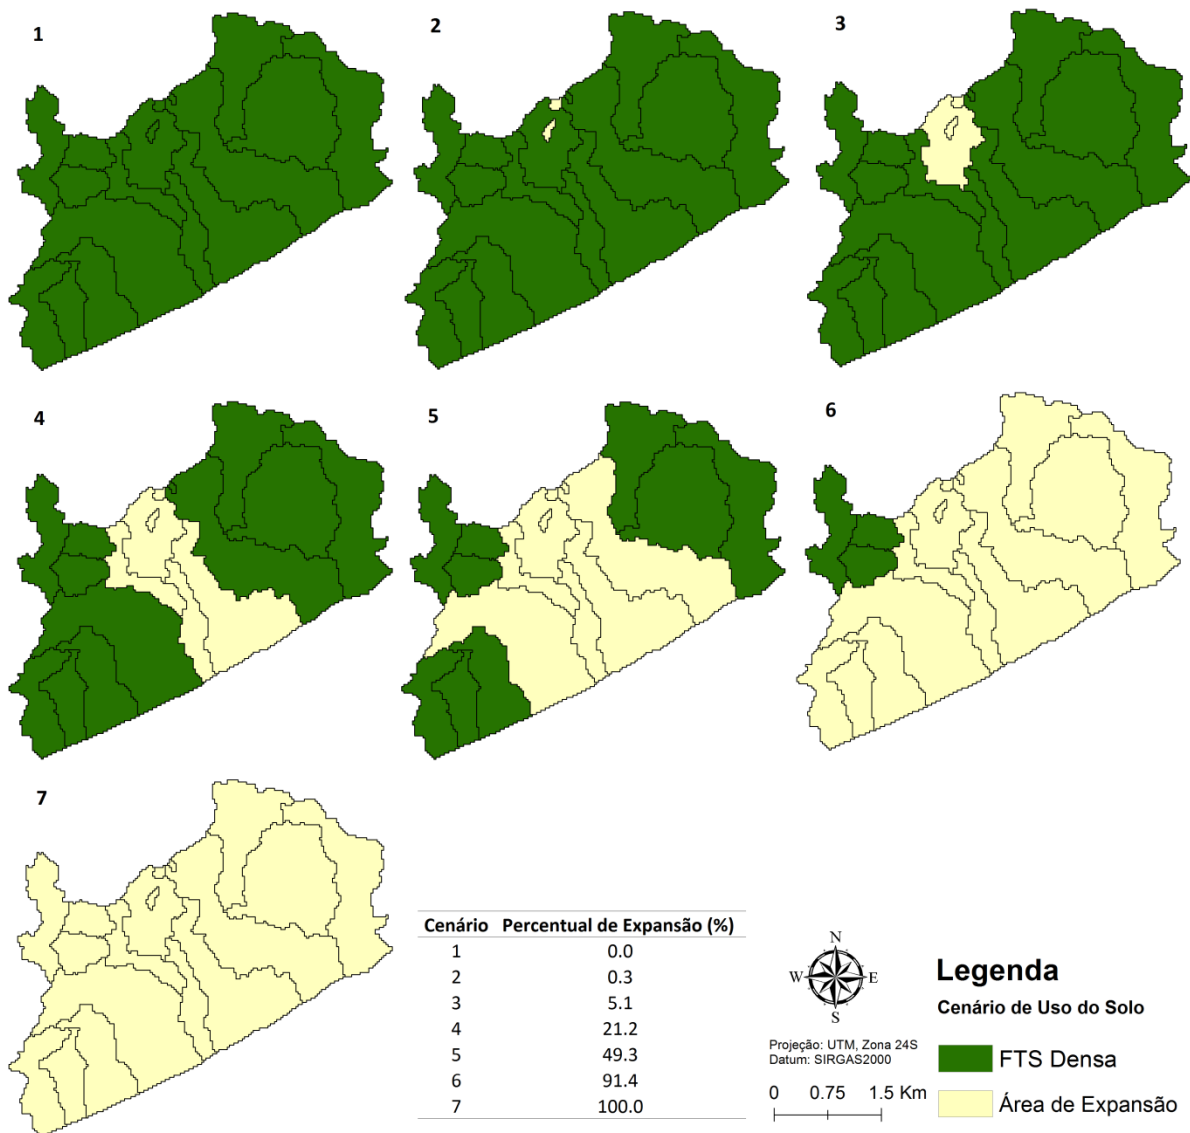 1
2
3
4
5
6
7
Cenário Percentual de Expansão (%)
1 0.0
2 0.3
3 5.1
4 21.2
5 49.3
6 91.4
7 100.0
N
W E
S
Projeção: UTM, Zona 24S
Datum: SIRGAS2000
0 0.75 1.5 Km
Legenda
Cenário de Uso do Solo
FTS Densa
Área de Expansão